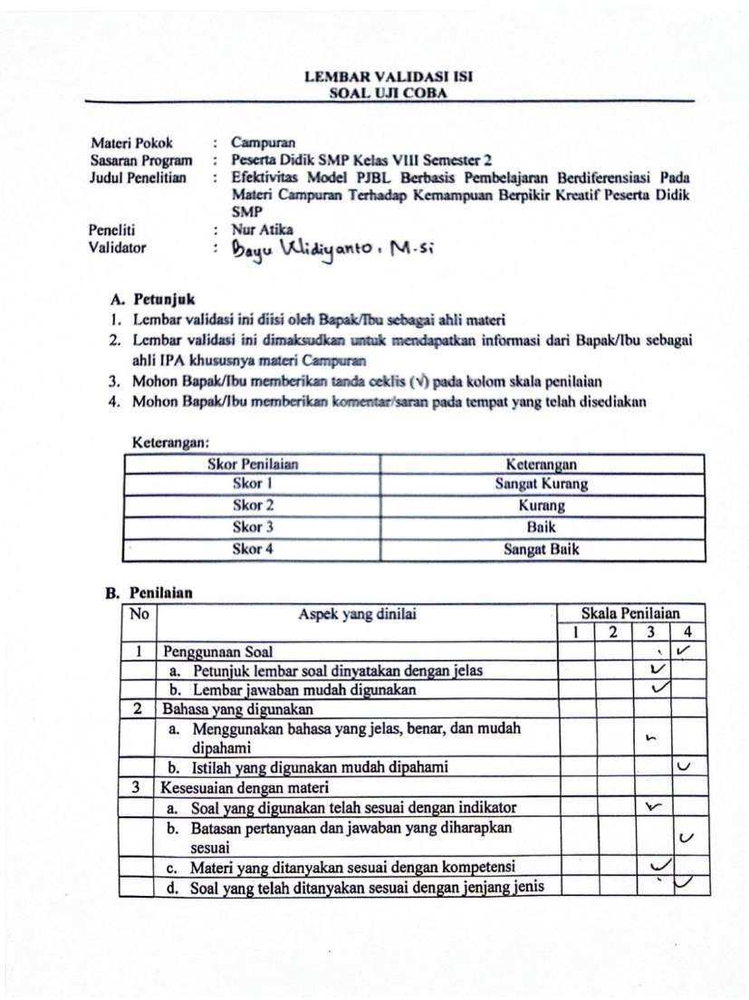 LEMBAR VALIDASI ISI
SOAL UJI COBA
Materi Pokok : Campuran
Sasaran Program : Peserta Didik SMP Kelas VIII Semester 2
Judul Penelitian : Efektivitas Model PJBL Berbasis Pembelajaran Berdiferensiasi Pada
Materi Campuran Terhadap Kemampuan Berpikir Kreatif Peserta Didik
SMP
Peneliti : Nur Atika
Validator : Bayu Widiyanto, M.Si
A. Petunjuk
1. Lembar validasi ini diisi oleh Bapak/Ibu sebagai ahli materi
2. Lembar validasi ini dimaksudkan untuk mendapatkan informasi dari Bapak/Ibu sebagai
ahli IPA khususnya materi Campuran
3. Mohon Bapak/Ibu memberikan tanda ceklis (√) pada kolom skala penilaian
4. Mohon Bapak/Ibu memberikan komentar/saran pada tempat yang telah disediakan
Keterangan:
Skor Penilaian Keterangan
Skor 1 Sangat Kurang
Skor 2 Kurang
Skor 3 Baik
Skor 4 Sangat Baik
B. Penilaian
No Aspek yang dinilai Skala Penilaian
1 2 3 4
1 Penggunaan Soal ✓
a. Petunjuk lembar soal dinyatakan dengan jelas ✓
b. Lembar jawaban mudah digunakan ✓
2 Bahasa yang digunakan
a. Menggunakan bahasa yang jelas, benar, dan mudah
dipahami ✓
b. Istilah yang digunakan mudah dipahami ✓
3 Kesesuaian dengan materi
a. Soal yang digunakan telah sesuai dengan indikator ✓
b. Batasan pertanyaan dan jawaban yang diharapkan
sesuai ✓
c. Materi yang ditanyakan sesuai dengan kompetensi ✓
d. Soal yang telah ditanyakan sesuai dengan jenjang jenis ✓